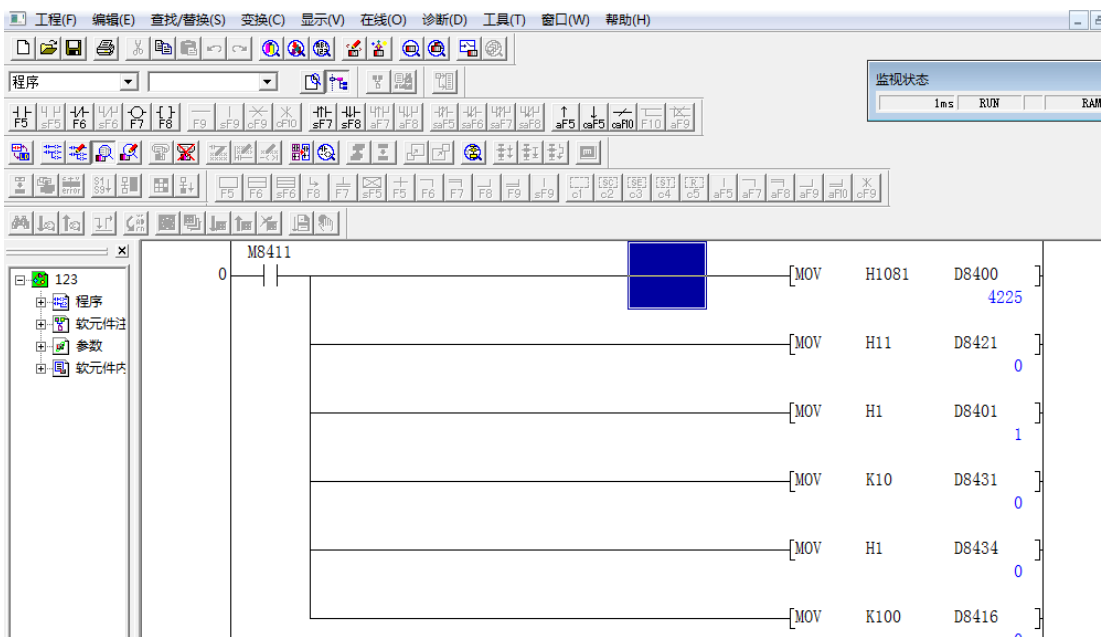 工程(F) 编辑(E) 查找/替换(S) 变换(C) 显示(V) 在线(O) 诊断(D) 工具(T) 窗口(W) 帮助(H)
程序
监视状态
1ms RUN RAM
F5 sF5 F6 sF6 F7 F8 F9 sF9 cF9 cF10 sF7 sF8 aF7 aF8 saF5 saF6 saF7 saF8 aF5 caF5 caF10 F10 aF9
error S9↓
F5 F6 sF6 F8 F7 sF5 F5 F6 F7 F8 F9 sF9 c1 c2 c3 c4 c5 aF5 aF7 aF8 aF9 aF10 cF9
[SC] [SE] [ST] [R]
123
程序
软元件注
参数
软元件内
M8411
0
MOV H1081 D8400
4225
MOV H11 D8421
0
MOV H1 D8401
1
MOV K10 D8431
0
MOV H1 D8434
0
MOV K100 D8416